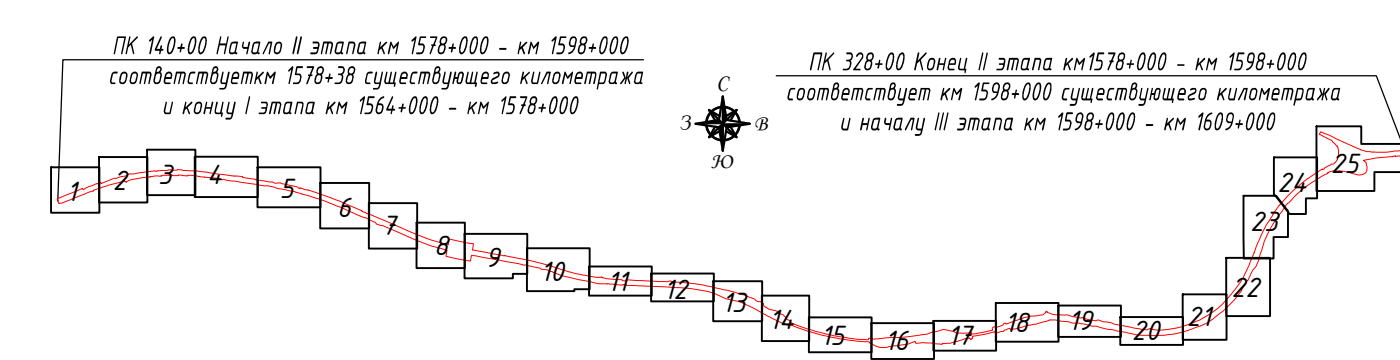 ПК 140+00 Начало II этапа км 1578+000 - км 1598+000
соответствуеткм 1578+38 существующего километража
и концу I этапа км 1564+000 - км 1578+000
ПК 328+00 Конец II этапа км1578+000 - км 1598+000
соответствует км 1598+000 существующего километража
и началу III этапа км 1598+000 - км 1609+000
С
З В
Ю
1
2
3
4
5
6
7
8
9
10
11
12
13
14
15
16
17
18
19
20
21
22
23
24
25